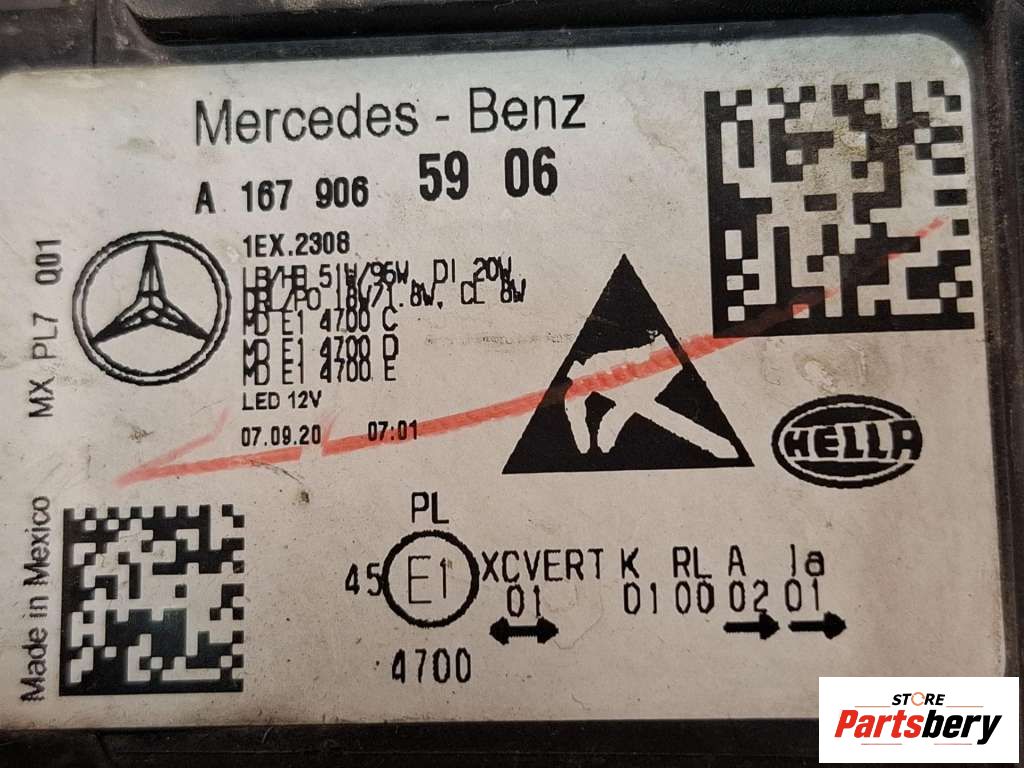 Mercedes - Benz
A 167 906 59 06
1EX.2308
LB/HB 51W/96W, DI 20W,
DRL/PO 18W/1.8W, CL 8W
MD E1 4700 C
MD E1 4700 D
MD E1 4700 E
LED 12V
07.09.20 07:01
MX PL7 Q01
HELLA
Made in Mexico
PL
45 E1 XCVERT K RL A Ia
01 01 00 02 01
4700
STORE
Partsbery